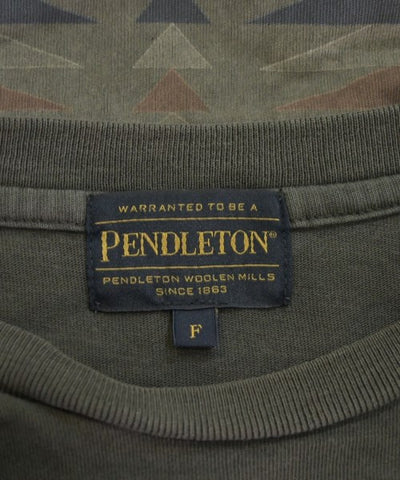 WARRANTED TO BE A
PENDLETON®
PENDLETON WOOLEN MILLS
SINCE 1863
F